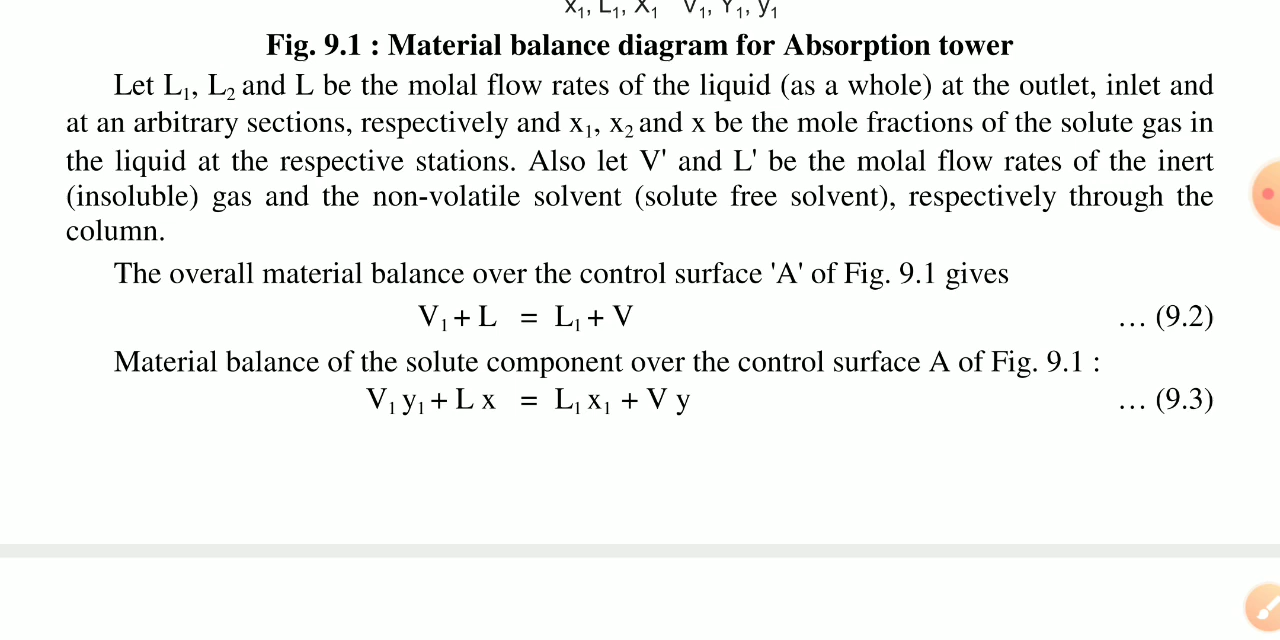 x₁, L₁, X₁ V₁, Y₁, y₁
Fig. 9.1 : Material balance diagram for Absorption tower
Let L₁, L₂ and L be the molal flow rates of the liquid (as a whole) at the outlet, inlet and
at an arbitrary sections, respectively and x₁, x₂ and x be the mole fractions of the solute gas in
the liquid at the respective stations. Also let V' and L' be the molal flow rates of the inert
(insoluble) gas and the non-volatile solvent (solute free solvent), respectively through the
column.
The overall material balance over the control surface 'A' of Fig. 9.1 gives
V₁ + L = L₁ + V … (9.2)
Material balance of the solute component over the control surface A of Fig. 9.1 :
V₁ y₁ + L x = L₁ x₁ + V y … (9.3)